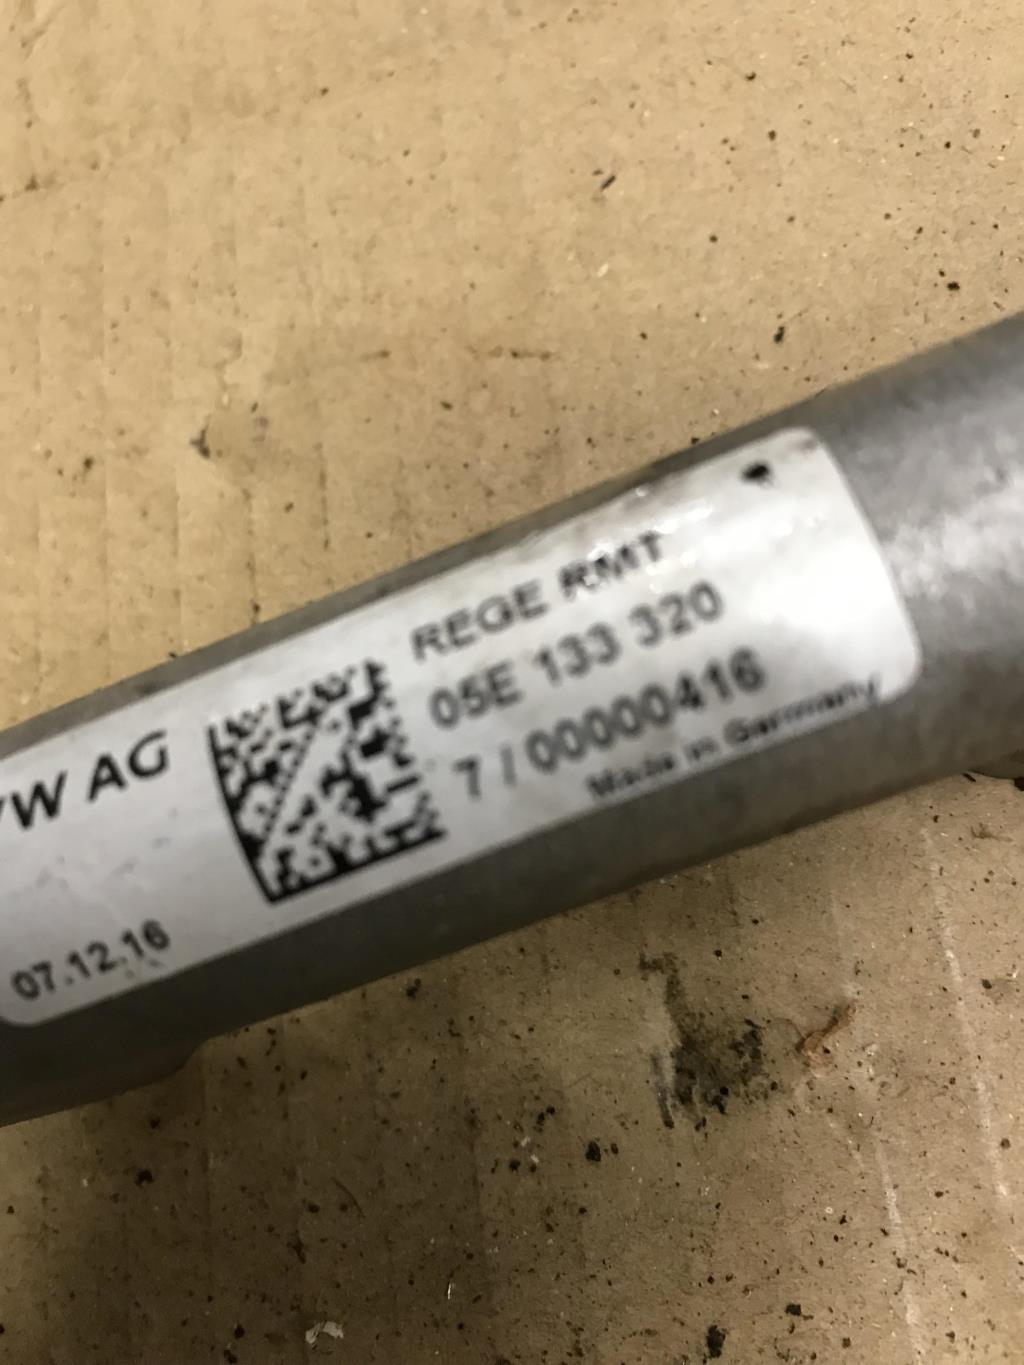 VW AG
07.12.16
REGE RMT
05E 133 320
7 / 00000416
Made in Germany